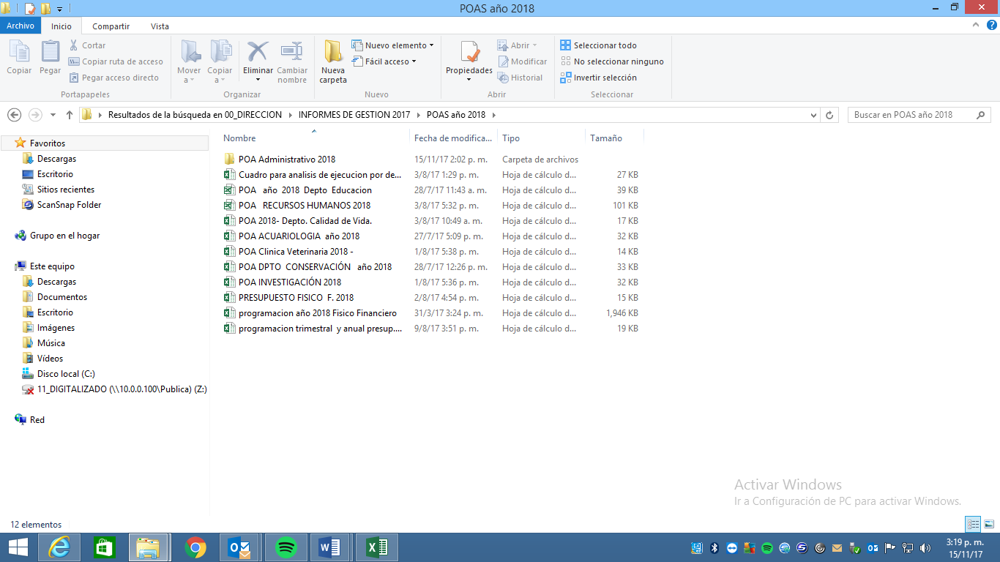 POAS año 2018
Archivo Inicio Compartir Vista
Copiar
Pegar
Cortar
Copiar ruta de acceso
Pegar acceso directo
Portapapeles
Mover a
Copiar a
Eliminar
Cambiar nombre
Organizar
Nueva carpeta
Nuevo elemento
Fácil acceso
Nuevo
Propiedades
Abrir
Modificar
Historial
Abrir
Seleccionar todo
No seleccionar ninguno
Invertir selección
Seleccionar
Resultados de la búsqueda en 00_DIRECCION INFORMES DE GESTION 2017 POAS año 2018
Buscar en POAS año 2018
Favoritos
Descargas
Escritorio
Sitios recientes
ScanSnap Folder
Grupo en el hogar
Este equipo
Descargas
Documentos
Escritorio
Imágenes
Música
Vídeos
Disco local (C:)
11_DIGITALIZADO (\\10.0.0.100\Publica) (Z:)
Red
Nombre Fecha de modifica... Tipo Tamaño
POA Administrativo 2018 15/11/17 2:02 p. m. Carpeta de archivos
Cuadro para analisis de ejecucion por de... 3/8/17 1:29 p. m. Hoja de cálculo d... 27 KB
POA año 2018 Depto Educacion 28/7/17 11:43 a. m. Hoja de cálculo d... 39 KB
POA RECURSOS HUMANOS 2018 3/8/17 5:32 p. m. Hoja de cálculo d... 101 KB
POA 2018- Depto. Calidad de Vida. 3/8/17 10:49 a. m. Hoja de cálculo d... 17 KB
POA ACUARIOLOGIA año 2018 27/7/17 5:09 p. m. Hoja de cálculo d... 32 KB
POA Clinica Veterinaria 2018 - 1/8/17 5:38 p. m. Hoja de cálculo d... 14 KB
POA DPTO CONSERVACIÓN año 2018 28/7/17 12:26 p. m. Hoja de cálculo d... 33 KB
POA INVESTIGACIÓN 2018 1/8/17 5:36 p. m. Hoja de cálculo d... 32 KB
PRESUPUESTO FISICO F. 2018 2/8/17 4:54 p. m. Hoja de cálculo d... 15 KB
programacion año 2018 Fisico Financiero 31/3/17 3:24 p. m. Hoja de cálculo d... 1,946 KB
programacion trimestral y anual presup.... 9/8/17 3:51 p. m. Hoja de cálculo d... 19 KB
Activar Windows
Ir a Configuración de PC para activar Windows.
12 elementos
3:19 p. m.
15/11/17